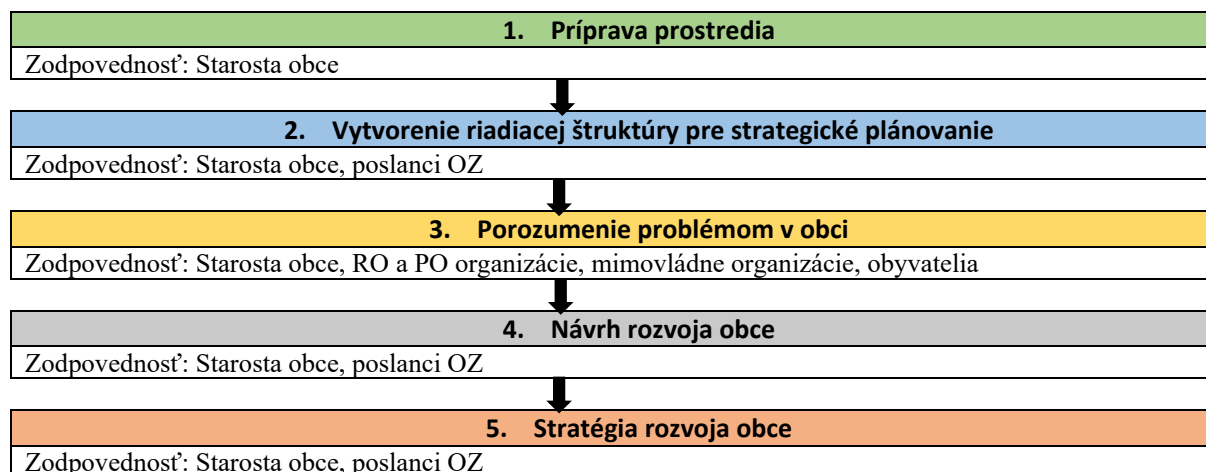 1. Príprava prostredia
Zodpovednosť: Starosta obce
2. Vytvorenie riadiacej štruktúry pre strategické plánovanie
Zodpovednosť: Starosta obce, poslanci OZ
3. Porozumenie problémom v obci
Zodpovednosť: Starosta obce, RO a PO organizácie, mimovládne organizácie, obyvatelia
4. Návrh rozvoja obce
Zodpovednosť: Starosta obce, poslanci OZ
5. Stratégia rozvoja obce
Zodpovednosť: Starosta obce, poslanci OZ